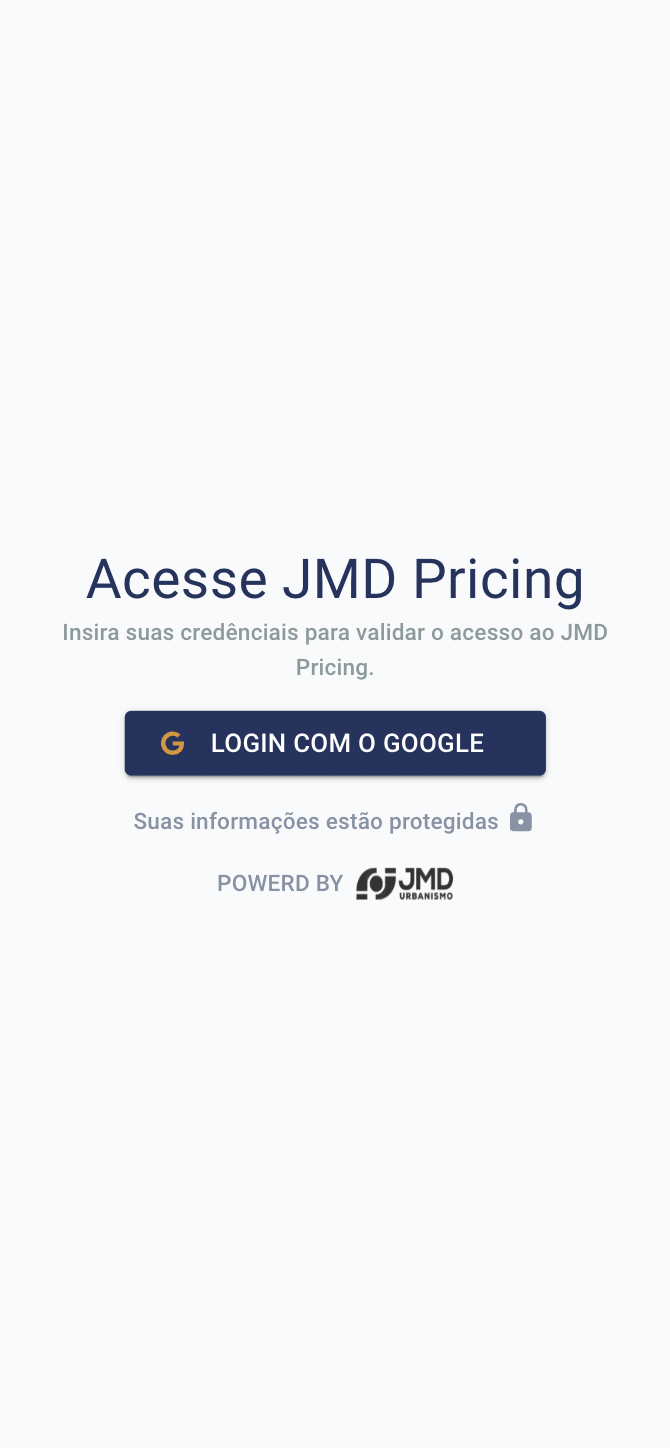 Acesse JMD Pricing
Insira suas credênciais para validar o acesso ao JMD
Pricing.
LOGIN COM O GOOGLE
Suas informações estão protegidas
POWERD BY JMD
URBANISMO